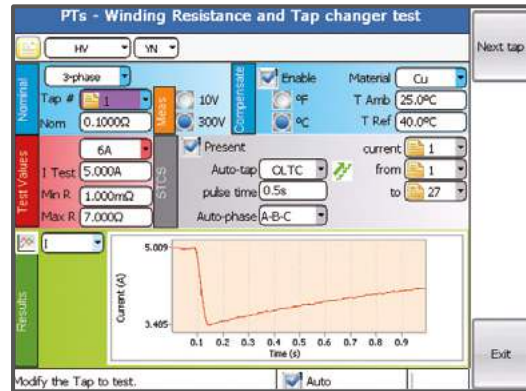 PTs - Winding Resistance and Tap changer test
HV YN
Next tap
Nominal
3-phase
Tap # 1
Nom 0.1000Ω
Meas
10V
300V
Compensate
Enable Material Cu
ºF T Amb 25.0ºC
ºC T Ref 40.0ºC
Test Values
6A
I Test 5.000A
Min R 1.000mΩ
Max R 7.000Ω
STCS
Present current 1
Auto-tap OLTC from 1
pulse time 0.5s to 27
Auto-phase A-B-C
Results
I
Current (A)
5.009
3.485
0.1 0.2 0.3 0.4 0.5 0.6 0.7 0.8 0.9
Time (s)
Exit
Modify the Tap to test. Auto